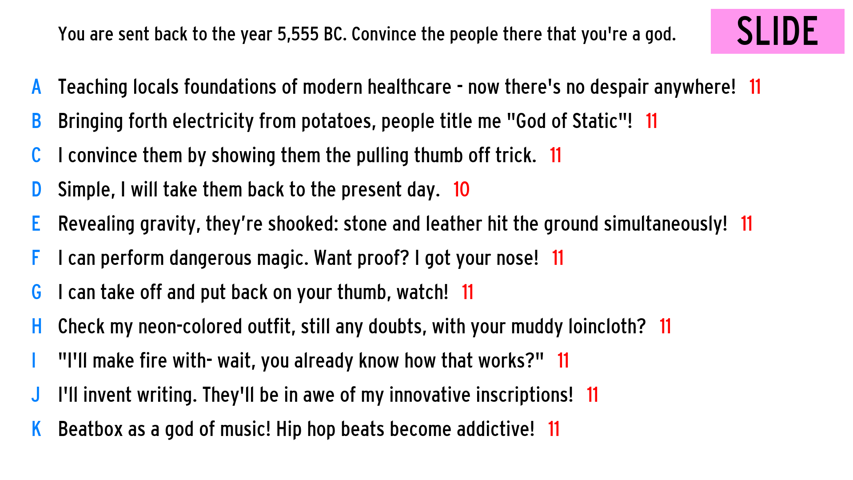 You are sent back to the year 5,555 BC. Convince the people there that you're a god.
SLIDE
A Teaching locals foundations of modern healthcare - now there's no despair anywhere! 11
B Bringing forth electricity from potatoes, people title me "God of Static"! 11
C I convince them by showing them the pulling thumb off trick. 11
D Simple, I will take them back to the present day. 10
E Revealing gravity, they’re shooked: stone and leather hit the ground simultaneously! 11
F I can perform dangerous magic. Want proof? I got your nose! 11
G I can take off and put back on your thumb, watch! 11
H Check my neon-colored outfit, still any doubts, with your muddy loincloth? 11
I "I'll make fire with- wait, you already know how that works?" 11
J I'll invent writing. They'll be in awe of my innovative inscriptions! 11
K Beatbox as a god of music! Hip hop beats become addictive! 11